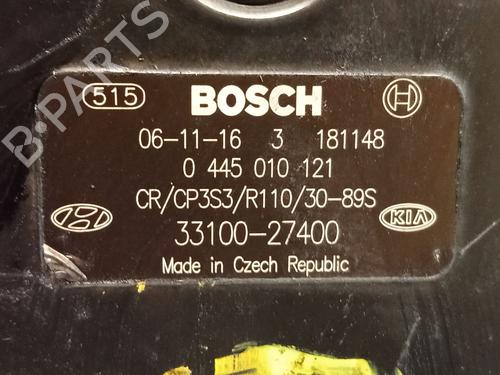 B-PARTS
515 BOSCH
06-11-16 3 181148
0 445 010 121
CR/CP3S3/R110/30-89S
KIA
33100-27400
Made in Czech Republic